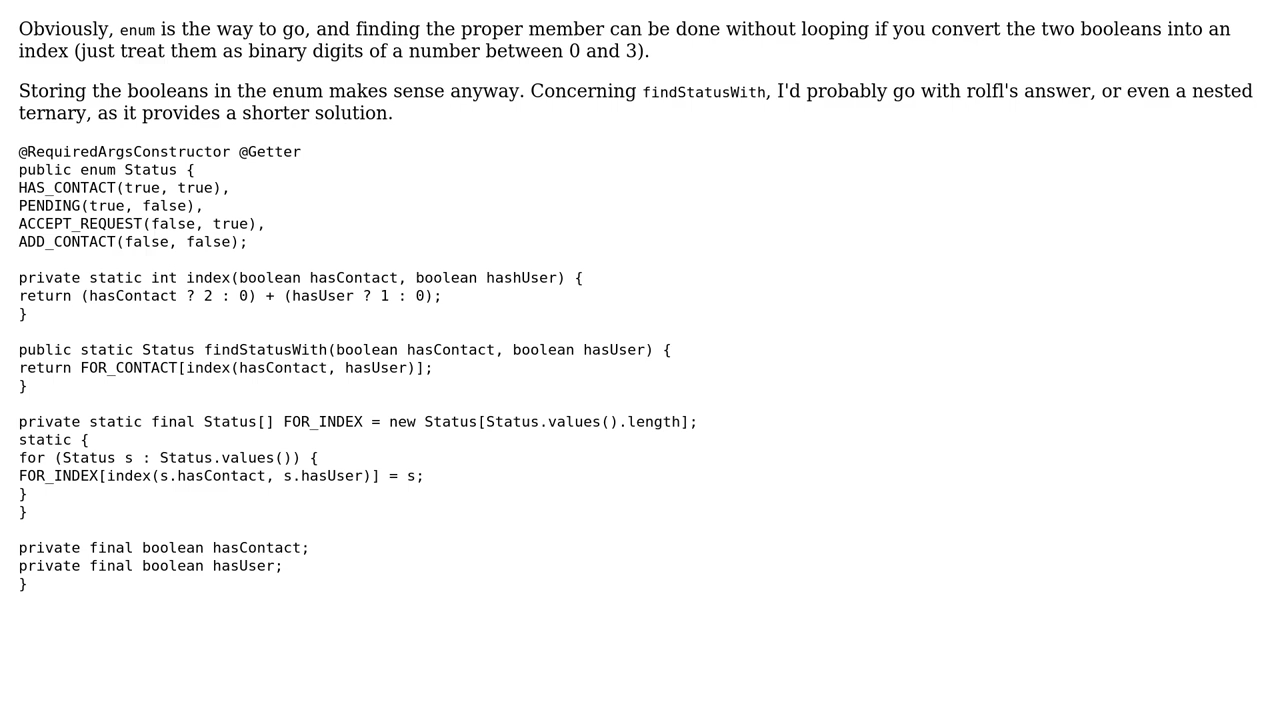 Obviously, enum is the way to go, and finding the proper member can be done without looping if you convert the two booleans into an
index (just treat them as binary digits of a number between 0 and 3).
Storing the booleans in the enum makes sense anyway. Concerning findStatusWith, I'd probably go with rolfl's answer, or even a nested
ternary, as it provides a shorter solution.
@RequiredArgsConstructor @Getter
public enum Status {
HAS_CONTACT(true, true),
PENDING(true, false),
ACCEPT_REQUEST(false, true),
ADD_CONTACT(false, false);
private static int index(boolean hasContact, boolean hashUser) {
return (hasContact ? 2 : 0) + (hasUser ? 1 : 0);
}
public static Status findStatusWith(boolean hasContact, boolean hasUser) {
return FOR_CONTACT[index(hasContact, hasUser)];
}
private static final Status[] FOR_INDEX = new Status[Status.values().length];
static {
for (Status s : Status.values()) {
FOR_INDEX[index(s.hasContact, s.hasUser)] = s;
}
}
private final boolean hasContact;
private final boolean hasUser;
}